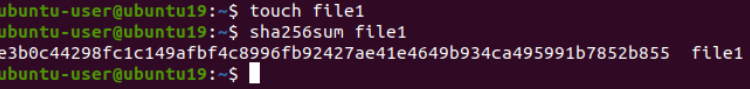 ubuntu-user@ubuntu19:~$ touch file1
ubuntu-user@ubuntu19:~$ sha256sum file1
e3b0c44298fc1c149afbf4c8996fb92427ae41e4649b934ca495991b7852b855  file1
ubuntu-user@ubuntu19:~$